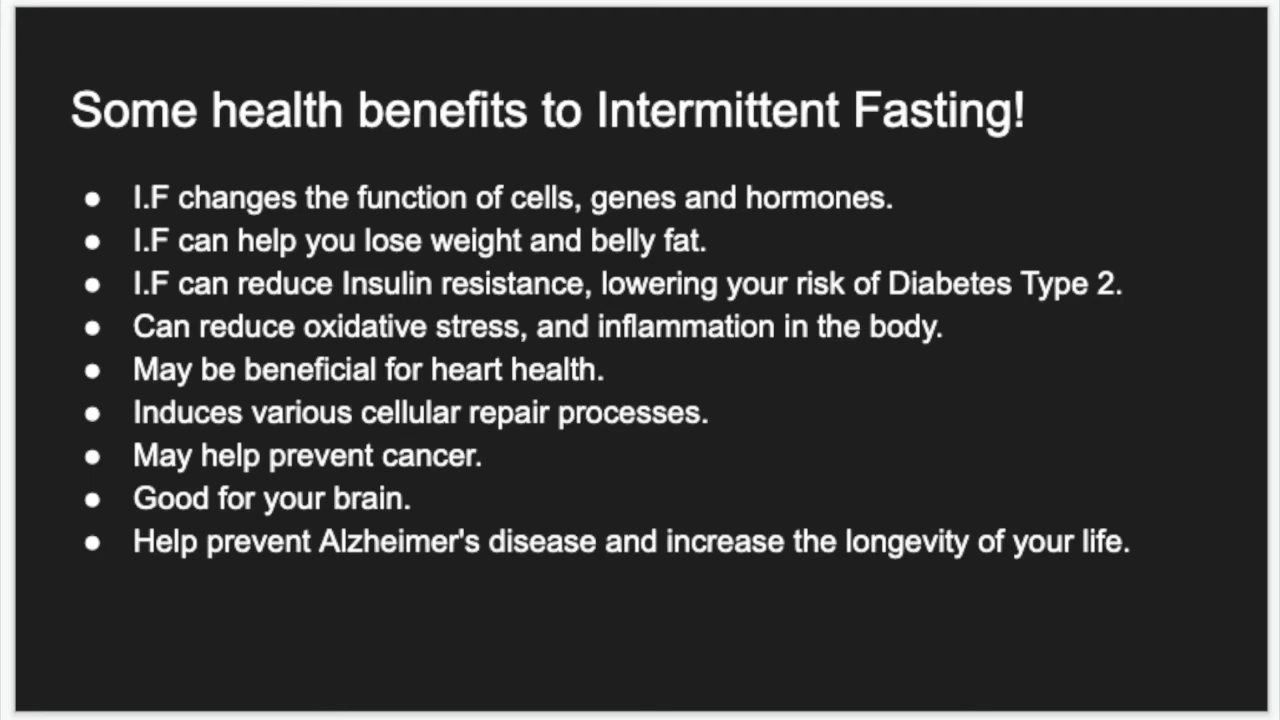 Some health benefits to Intermittent Fasting!
● I.F changes the function of cells, genes and hormones.
● I.F can help you lose weight and belly fat.
● I.F can reduce Insulin resistance, lowering your risk of Diabetes Type 2.
● Can reduce oxidative stress, and inflammation in the body.
● May be beneficial for heart health.
● Induces various cellular repair processes.
● May help prevent cancer.
● Good for your brain.
● Help prevent Alzheimer's disease and increase the longevity of your life.